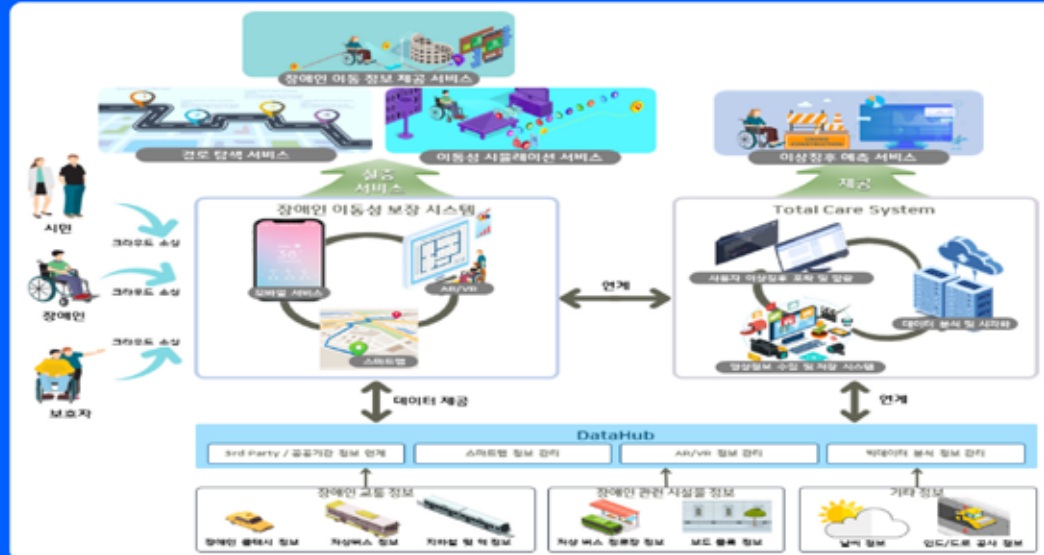 장애인 이동 정보 제공 서비스
경로 탐색 서비스
이동성 시뮬레이션 서비스
이상징후 예측 서비스
실증
서비스
제공
시민
크라우드 소싱
장애인
크라우드 소싱
보호자
크라우드 소싱
장애인 이동성 보장 시스템
모바일 서비스
AR/VR
스마트맵
연계
Total Care System
사용자 이상징후 포착 및 발송
데이터 분석 및 시각화
영상정보 수집 및 저장 시스템
데이터 제공
연계
DataHub
3rd Party / 공공기관 정보 연계
스마트맵 정보 관리
AR/VR 정보 관리
빅데이터 분석 정보 관리
장애인 교통 정보
장애인 콜택시 정보
저상버스 정보
지하철 및 역 정보
장애인 관련 시설물 정보
저상 버스 정류장 정보
보도 블록 정보
기타 정보
날씨 정보
인도/도로 공사 정보